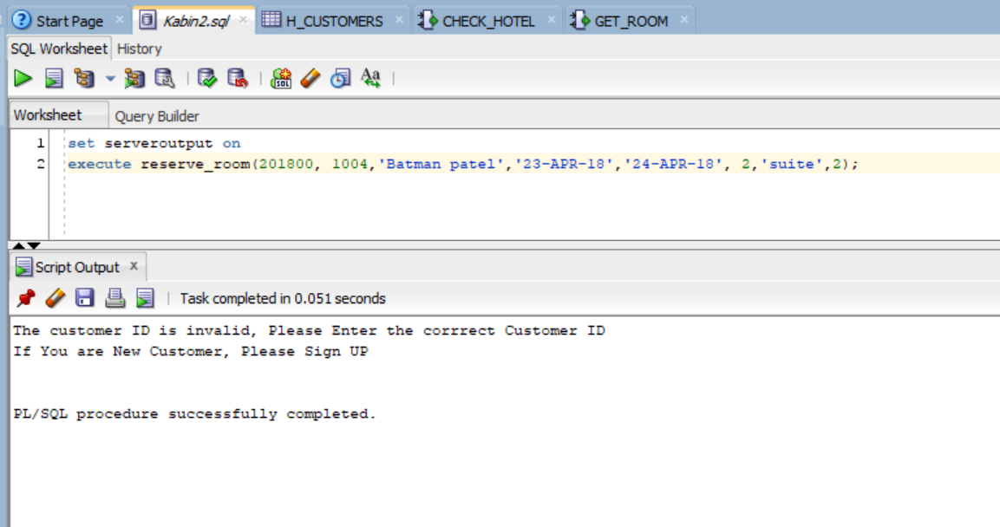 Start Page Kabin2.sql H_CUSTOMERS CHECK_HOTEL GET_ROOM
SQL Worksheet History
SQL Aa
Worksheet Query Builder
1 set serveroutput on
2 execute reserve_room(201800, 1004,'Batman patel','23-APR-18','24-APR-18', 2,'suite',2);
Script Output x
Task completed in 0.051 seconds
The customer ID is invalid, Please Enter the corrrect Customer ID
If You are New Customer, Please Sign UP
PL/SQL procedure successfully completed.